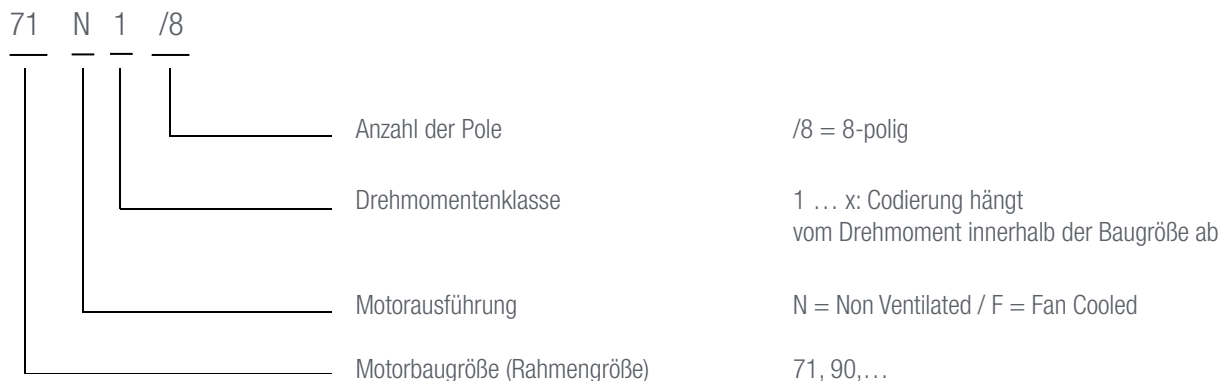 71 N 1 /8
Anzahl der Pole /8 = 8-polig
Drehmomentenklasse 1 … x: Codierung hängt
vom Drehmoment innerhalb der Baugröße ab
Motorausführung N = Non Ventilated / F = Fan Cooled
Motorbaugröße (Rahmengröße) 71, 90,…